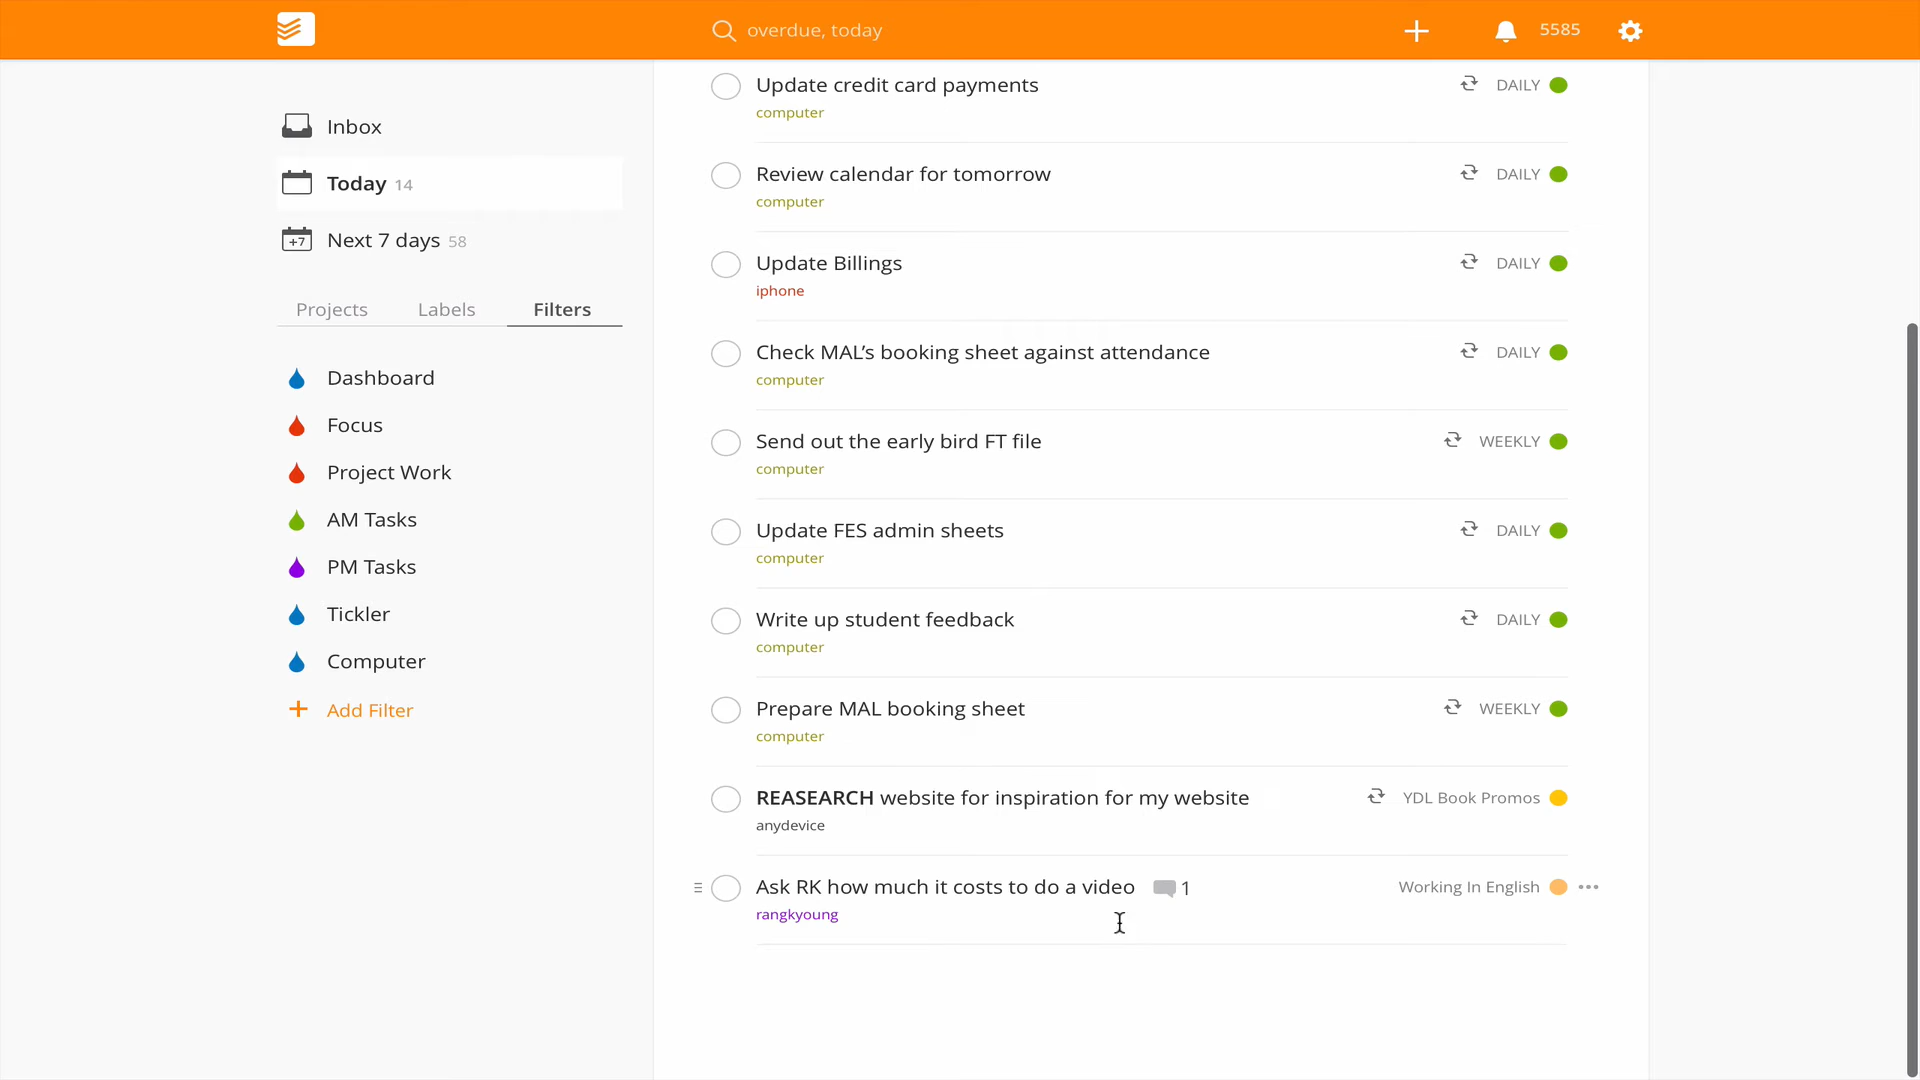 overdue, today
5585
Inbox
Today 14
Next 7 days 58
Projects Labels Filters
Dashboard
Focus
Project Work
AM Tasks
PM Tasks
Tickler
Computer
+ Add Filter
Update credit card payments DAILY
computer
Review calendar for tomorrow DAILY
computer
Update Billings DAILY
iphone
Check MAL's booking sheet against attendance DAILY
computer
Send out the early bird FT file WEEKLY
computer
Update FES admin sheets DAILY
computer
Write up student feedback DAILY
computer
Prepare MAL booking sheet WEEKLY
computer
REASEARCH website for inspiration for my website YDL Book Promos
anydevice
Ask RK how much it costs to do a video 1 Working In English
rangkyoung